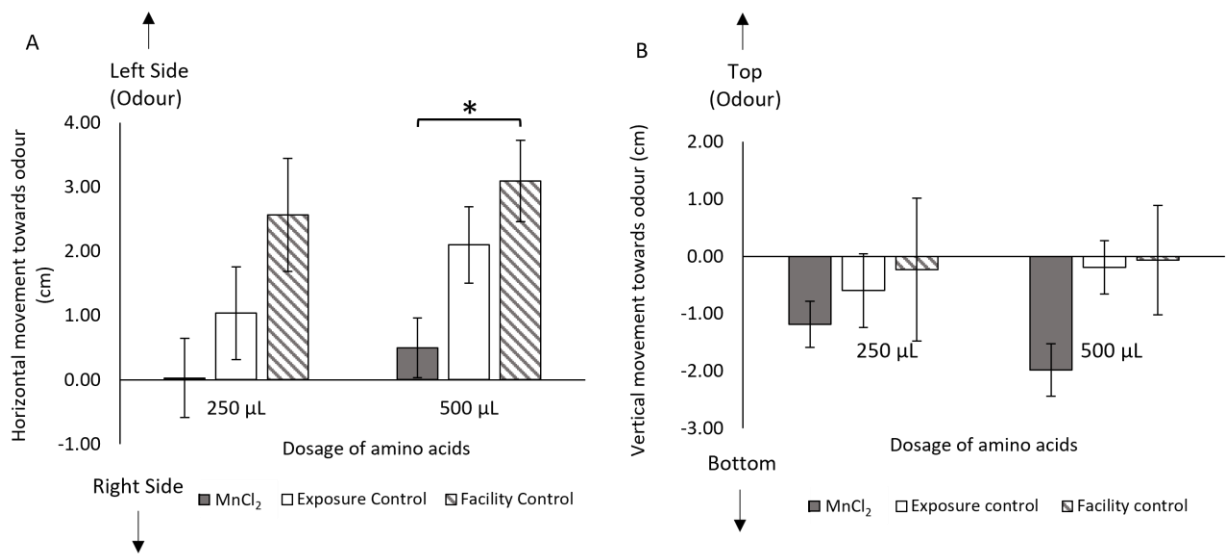 A
Left Side
(Odour)
Horizontal movement towards odour
(cm)
4.00
3.00
2.00
1.00
0.00
-1.00
*
250 µL
500 µL
Dosage of amino acids
Right Side
MnCl₂
Exposure Control
Facility Control
B
Top
(Odour)
Vertical movement towards odour (cm)
2.00
1.00
0.00
-1.00
-2.00
-3.00
250 µL
500 µL
Dosage of amino acids
Bottom
MnCl₂
Exposure control
Facility control